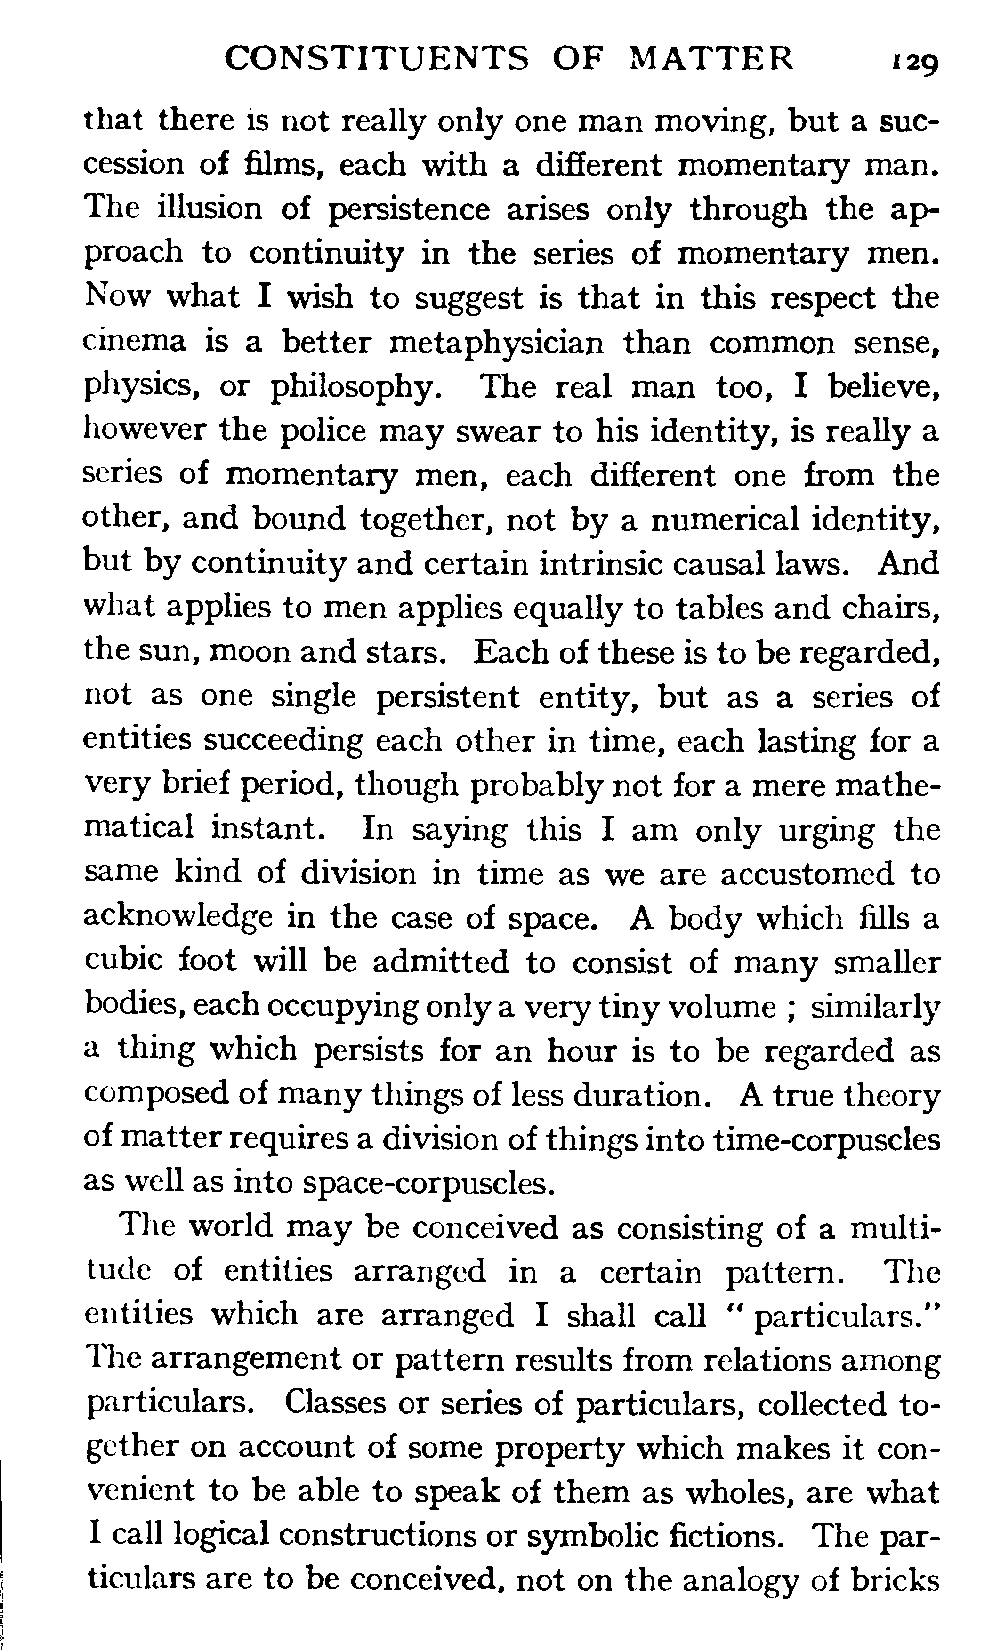 CONSTITUENTS OF MATTER 129
that there is not really only one man moving, but a suc-
cession of films, each with a different momentary man.
The illusion of persistence arises only through the ap-
proach to continuity in the series of momentary men.
Now what I wish to suggest is that in this respect the
cinema is a better metaphysician than common sense,
physics, or philosophy. The real man too, I believe,
however the police may swear to his identity, is really a
series of momentary men, each different one from the
other, and bound together, not by a numerical identity,
but by continuity and certain intrinsic causal laws. And
what applies to men applies equally to tables and chairs,
the sun, moon and stars. Each of these is to be regarded,
not as one single persistent entity, but as a series of
entities succeeding each other in time, each lasting for a
very brief period, though probably not for a mere mathe-
matical instant. In saying this I am only urging the
same kind of division in time as we are accustomed to
acknowledge in the case of space. A body which fills a
cubic foot will be admitted to consist of many smaller
bodies, each occupying only a very tiny volume ; similarly
a thing which persists for an hour is to be regarded as
composed of many things of less duration. A true theory
of matter requires a division of things into time-corpuscles
as well as into space-corpuscles.
The world may be conceived as consisting of a multi-
tude of entities arranged in a certain pattern. The
entities which are arranged I shall call " particulars."
The arrangement or pattern results from relations among
particulars. Classes or series of particulars, collected to-
gether on account of some property which makes it con-
venient to be able to speak of them as wholes, are what
I call logical constructions or symbolic fictions. The par-
ticulars are to be conceived, not on the analogy of bricks